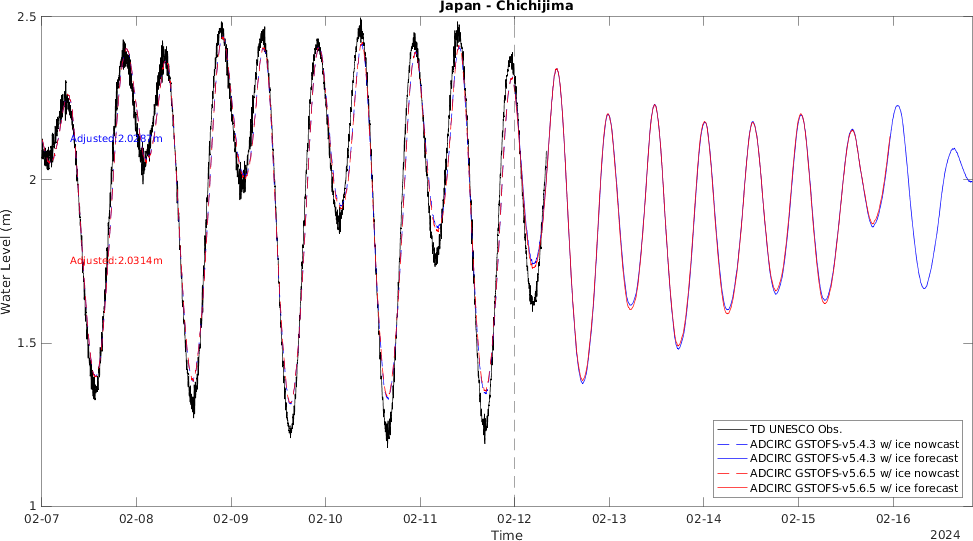 Japan - Chichijima
2.5
2
1.5
1
Water Level (m)
Adjusted:2.0287m
Adjusted:2.0314m
TD UNESCO Obs.
ADCIRC GSTOFS-v5.4.3 w/ ice nowcast
ADCIRC GSTOFS-v5.4.3 w/ ice forecast
ADCIRC GSTOFS-v5.6.5 w/ ice nowcast
ADCIRC GSTOFS-v5.6.5 w/ ice forecast
02-07 02-08 02-09 02-10 02-11 02-12 02-13 02-14 02-15 02-16
Time
2024